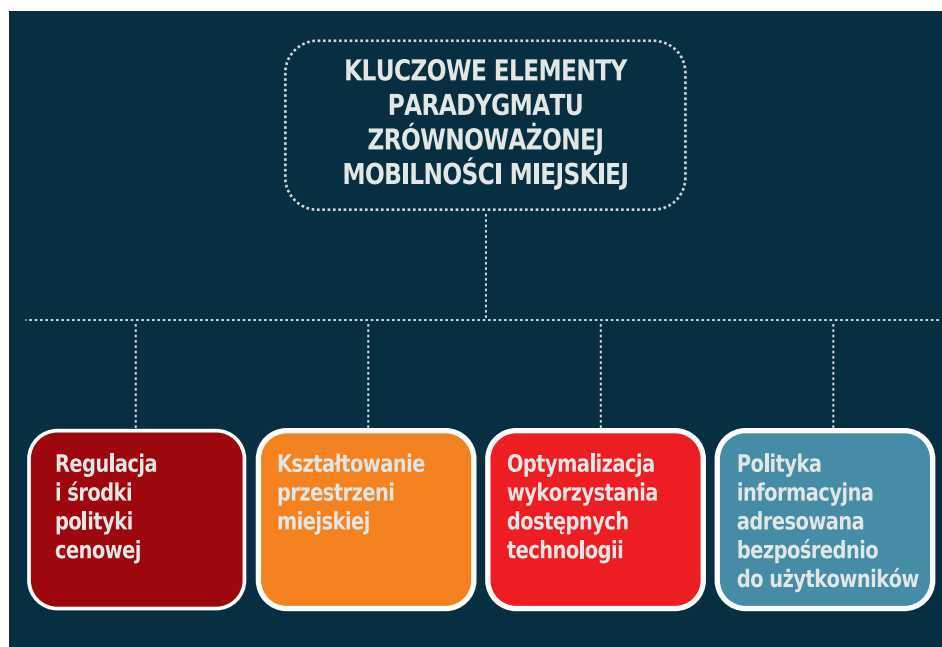 KLUCZOWE ELEMENTY
PARADYGMATU
ZRÓWNOWAŻONEJ
MOBILNOŚCI MIEJSKIEJ
Regulacja
i środki
polityki
cenowej
Kształtowanie
przestrzeni
miejskiej
Optymalizacja
wykorzystania
dostępnych
technologii
Polityka
informacyjna
adresowana
bezpośrednio
do użytkowników